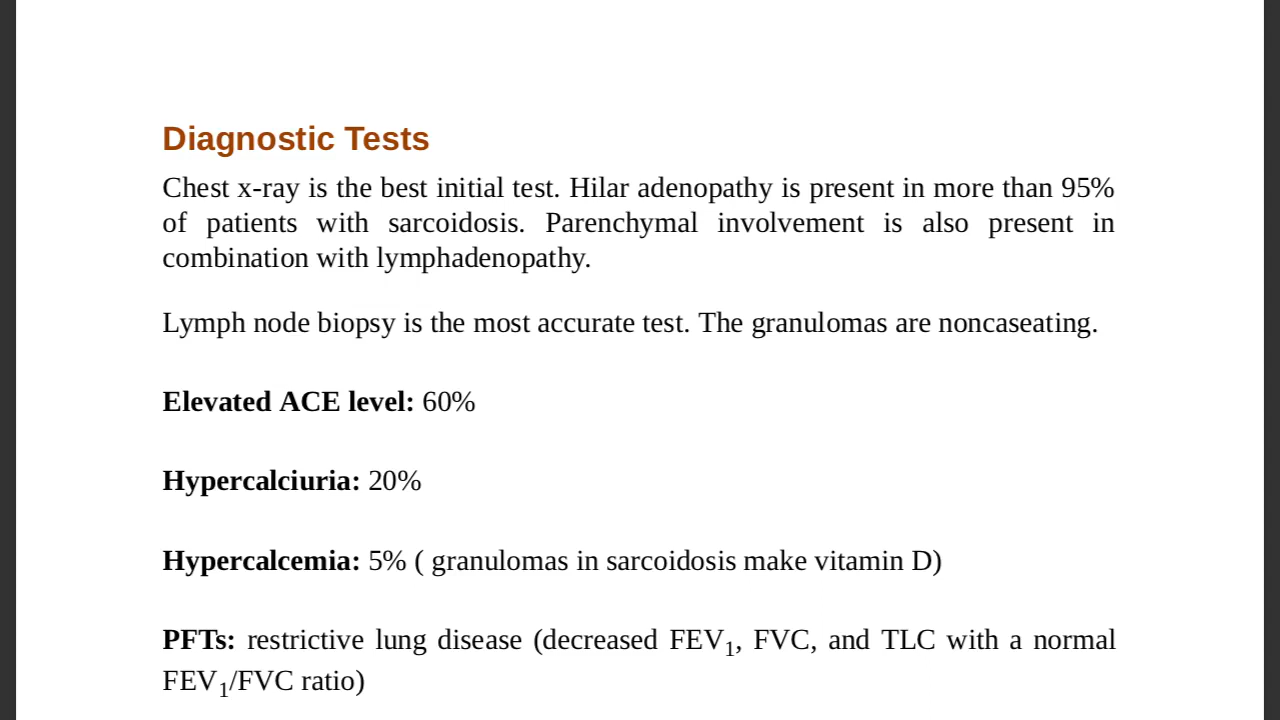 Diagnostic Tests
Chest x-ray is the best initial test. Hilar adenopathy is present in more than 95%
of patients with sarcoidosis. Parenchymal involvement is also present in
combination with lymphadenopathy.
Lymph node biopsy is the most accurate test. The granulomas are noncaseating.
Elevated ACE level: 60%
Hypercalciuria: 20%
Hypercalcemia: 5% ( granulomas in sarcoidosis make vitamin D)
PFTs: restrictive lung disease (decreased FEV₁, FVC, and TLC with a normal
FEV₁/FVC ratio)